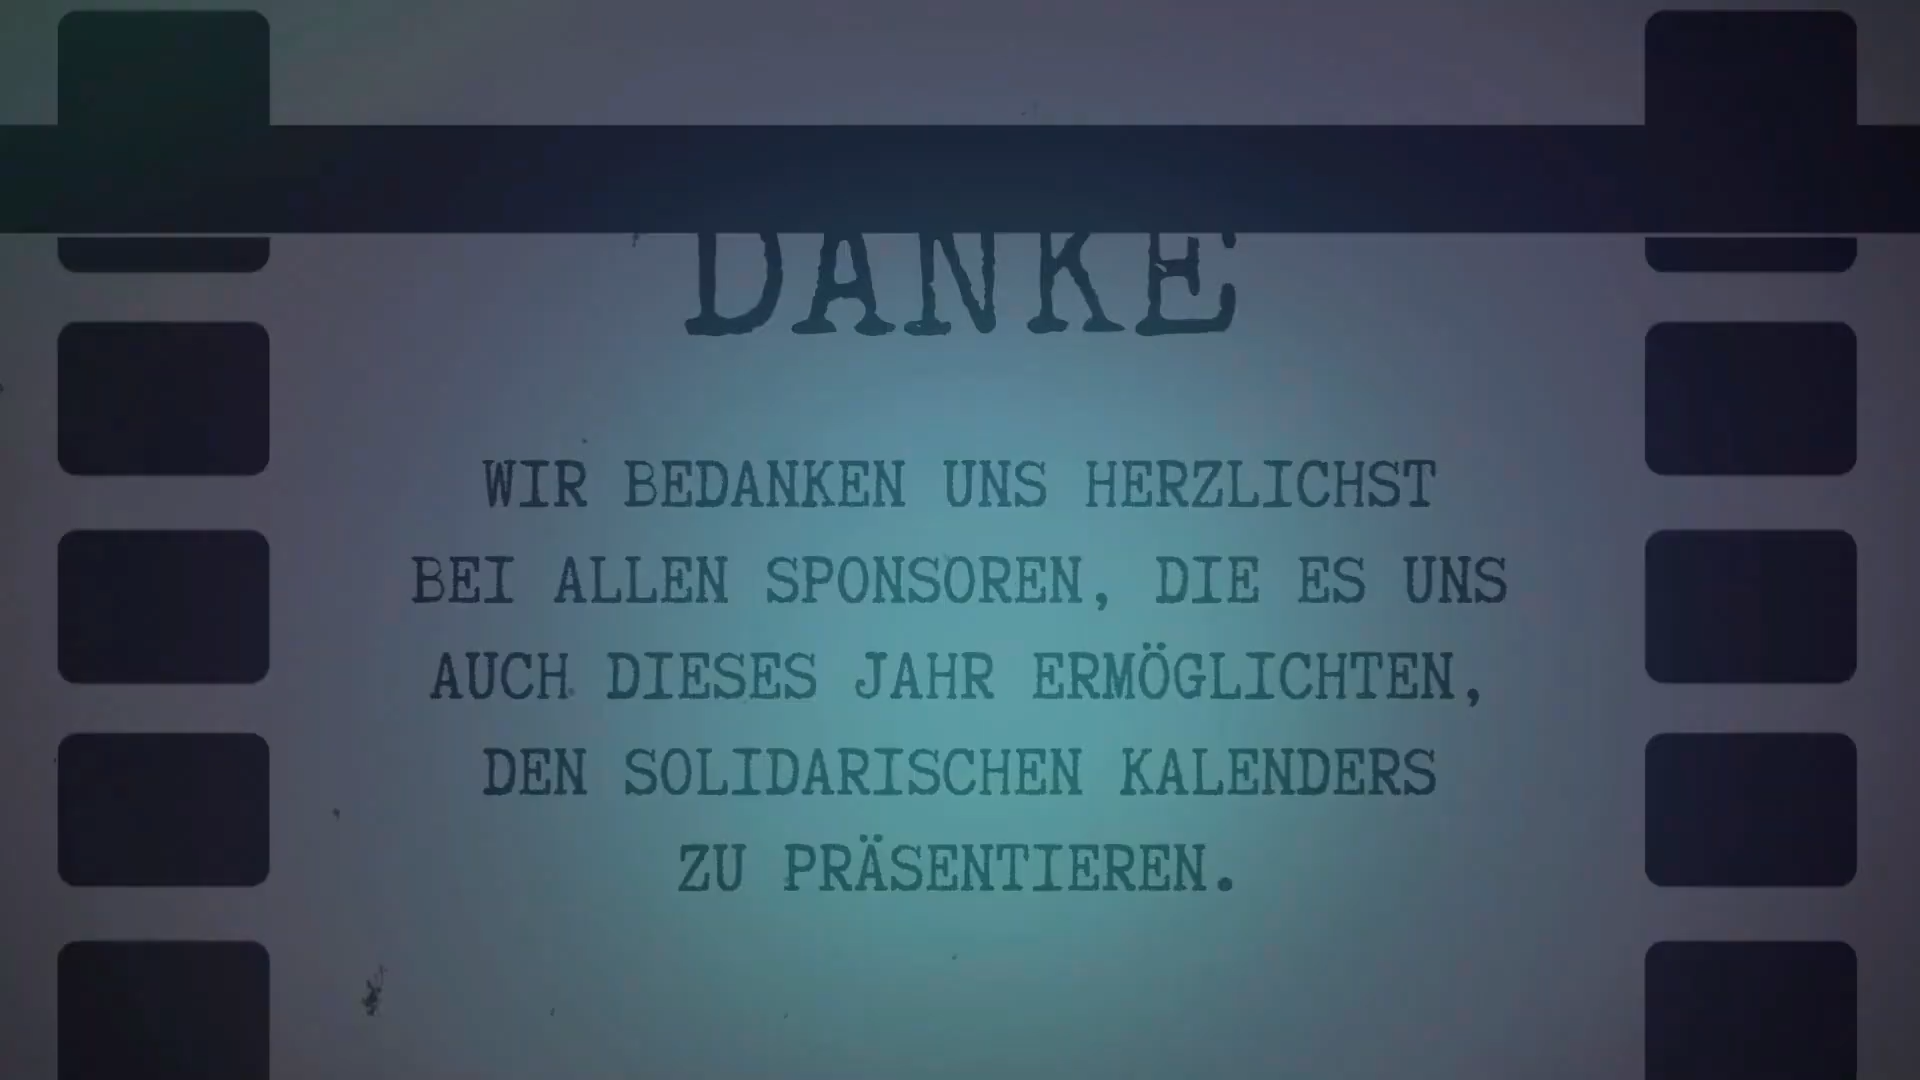 DANKE
WIR BEDANKEN UNS HERZLICHST
BEI ALLEN SPONSOREN, DIE ES UNS
AUCH DIESES JAHR ERMÖGLICHTEN,
DEN SOLIDARISCHEN KALENDERS
ZU PRÄSENTIEREN.